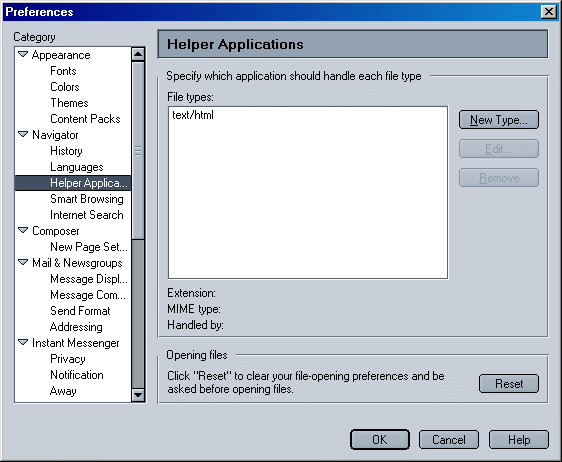 Preferences
Category
Appearance
Fonts
Colors
Themes
Content Packs
Navigator
History
Languages
Helper Applica...
Smart Browsing
Internet Search
Composer
New Page Set...
Mail & Newsgroups
Message Displ...
Message Com...
Send Format
Addressing
Instant Messenger
Privacy
Notification
Away
Helper Applications
Specify which application should handle each file type
File types:
text/html
New Type...
Edit...
Remove
Extension:
MIME type:
Handled by:
Opening files
Click "Reset" to clear your file-opening preferences and be
asked before opening files.
Reset
OK
Cancel
Help